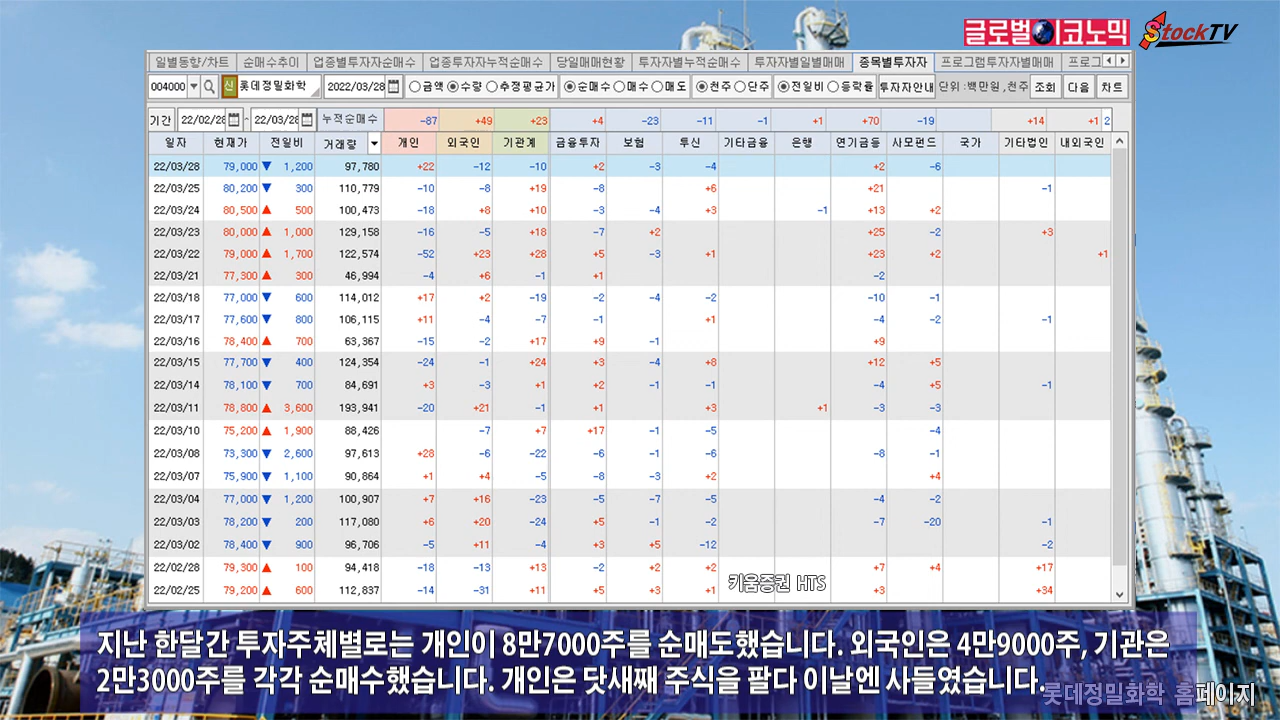 글로벌이코노믹 StockTV
일별동향/차트 순매수추이 업종별투자자순매수 업종투자자누적순매수 당일매매현황 투자자별누적순매수 투자자별일별매매 종목별투자자 프로그램투자자별매매 프로그
004000 신 롯데정밀화학 2022/03/28 금액 수량 추정평균가 순매수 매수 매도 천주 단주 전일비 등락률 투자자안내 단위:백만일,천주 조회 다음 차트
기간 22/02/28 ~ 22/03/28 누적순매수 -87 +49 +23 +4 -23 -11 -1 +1 +70 -19 +14 +1 2
일자 현재가 전일비 거래량 개인 외국인 기관계 금융투자 보험 투신 기타금융 은행 연기금등 사모펀드 국가 기타법인 내외국인
22/03/28 79,000 ▼ 1,200 97,780 +22 -12 -10 +2 -3 -4 +2 -6
22/03/25 80,200 ▼ 300 110,779 -10 -8 +19 -8 +6 +21 -1
22/03/24 80,500 ▲ 500 100,473 -18 +8 +10 -3 -4 +3 -1 +13 +2
22/03/23 80,000 ▲ 1,000 129,158 -16 -5 +18 -7 +2 +25 -2 +3
22/03/22 79,000 ▲ 1,700 122,574 -52 +23 +28 +5 -3 +1 +23 +2 +1
22/03/21 77,300 ▲ 300 46,994 -4 +6 -1 +1 -2
22/03/18 77,000 ▼ 600 114,012 +17 +2 -19 -2 -4 -2 -10 -1
22/03/17 77,600 ▼ 800 106,115 +11 -4 -7 -1 +1 -4 -2 -1
22/03/16 78,400 ▲ 700 63,367 -15 -2 +17 +9 -1 +9
22/03/15 77,700 ▼ 400 124,354 -24 -1 +24 +3 -4 +8 +12 +5
22/03/14 78,100 ▼ 700 84,691 +3 -3 +1 +2 -1 -1 -4 +5 -1
22/03/11 78,800 ▲ 3,600 193,941 -20 +21 -1 +1 +3 +1 -3 -3
22/03/10 75,200 ▲ 1,900 88,426 -7 +7 +17 -1 -5 -4
22/03/08 73,300 ▼ 2,600 97,613 +28 -6 -22 -6 -1 -6 -8 -1
22/03/07 75,900 ▼ 1,100 90,864 +1 +4 -5 -8 -3 +2 +4
22/03/04 77,000 ▼ 1,200 100,907 +7 +16 -23 -5 -7 -5 -4 -2
22/03/03 78,200 ▼ 200 117,080 +6 +20 -24 +5 -1 -2 -7 -20 -1
22/03/02 78,400 ▼ 900 96,706 -5 +11 -4 +3 +5 -12 -2
22/02/28 79,300 ▲ 100 94,418 -18 -13 +13 -2 +2 +2 +7 +4 +17
22/02/25 79,200 ▲ 600 112,837 -14 -31 +11 +5 +3 +1 +3 +34
키움증권 HTS
지난 한달간 투자주체별로는 개인이 8만7000주를 순매도했습니다. 외국인은 4만9000주, 기관은
2만3000주를 각각 순매수했습니다. 개인은 닷새째 주식을 팔다 이날엔 사들였습니다.
롯데정밀화학 홈페이지